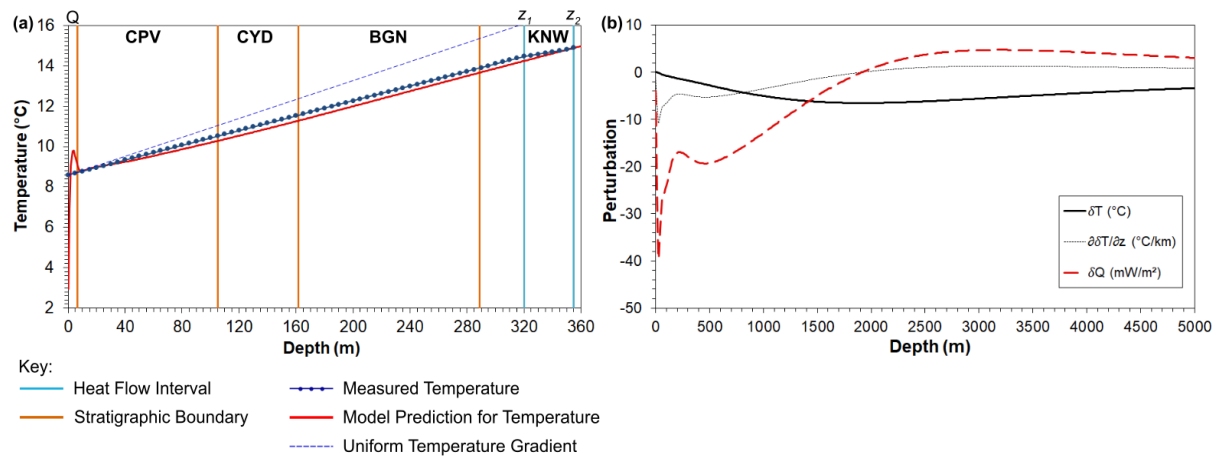 (a)
Q
z1
z2
CPV
CYD
BGN
KNW
Temperature (°C)
16
14
12
10
8
6
4
2
0
40
80
120
160
200
240
280
320
360
Depth (m)
Key:
Heat Flow Interval
Measured Temperature
Stratigraphic Boundary
Model Prediction for Temperature
Uniform Temperature Gradient
(b)
Perturbation
10
0
-10
-20
-30
-40
-50
δT (°C)
∂δT/∂z (°C/km)
δQ (mW/m²)
0
500
1000
1500
2000
2500
3000
3500
4000
4500
5000
Depth (m)